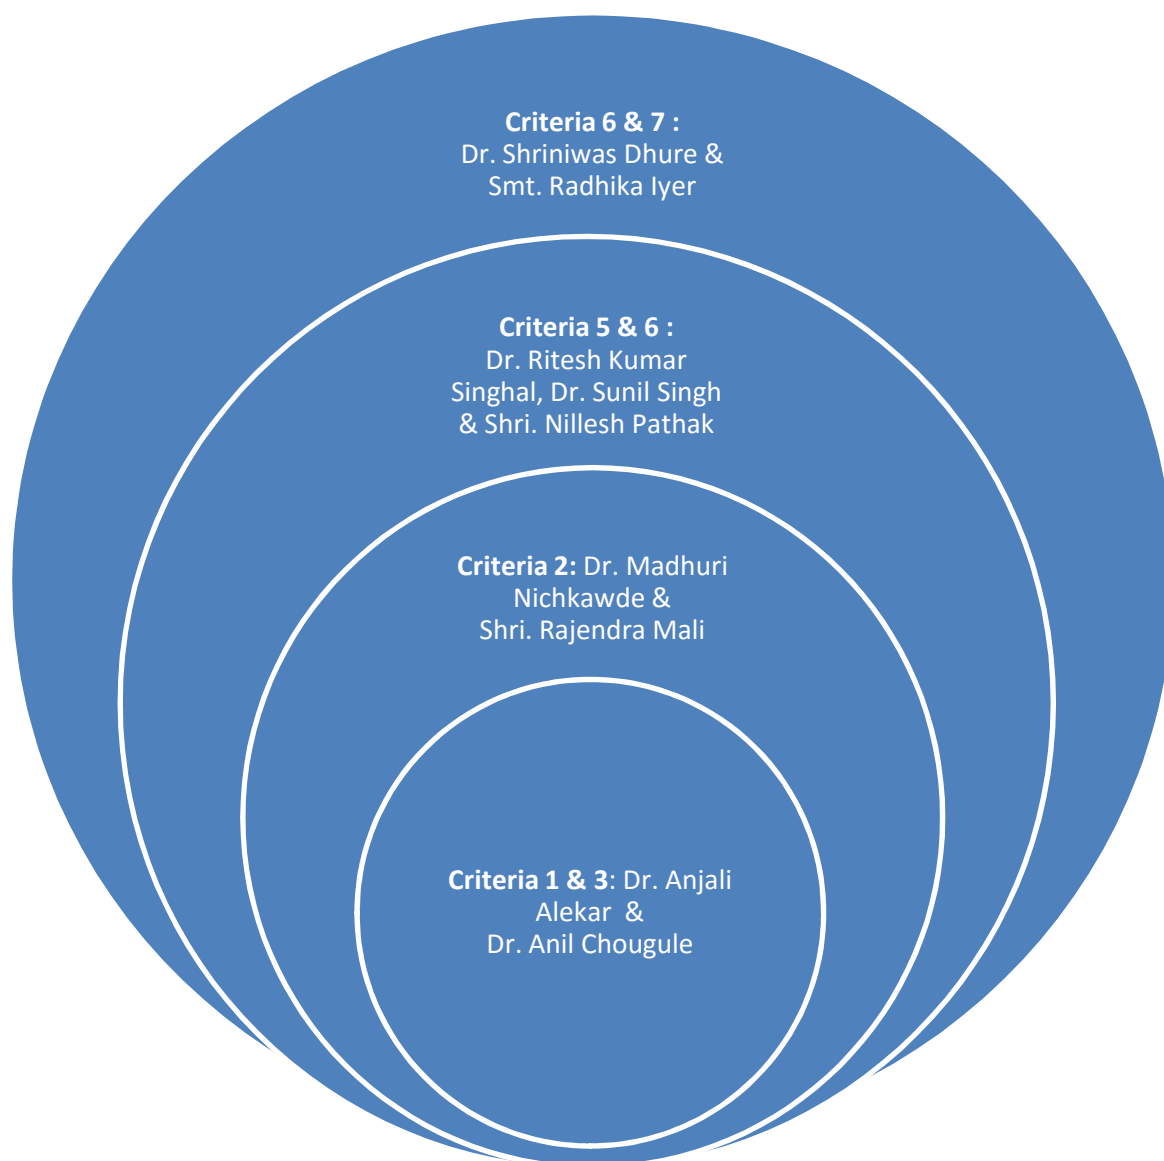 Criteria 6 & 7 :
Dr. Shriniwas Dhure &
Smt. Radhika Iyer
Criteria 5 & 6 :
Dr. Ritesh Kumar
Singhal, Dr. Sunil Singh
& Shri. Nillesh Pathak
Criteria 2: Dr. Madhuri
Nichkawde &
Shri. Rajendra Mali
Criteria 1 & 3: Dr. Anjali
Alekar &
Dr. Anil Chougule